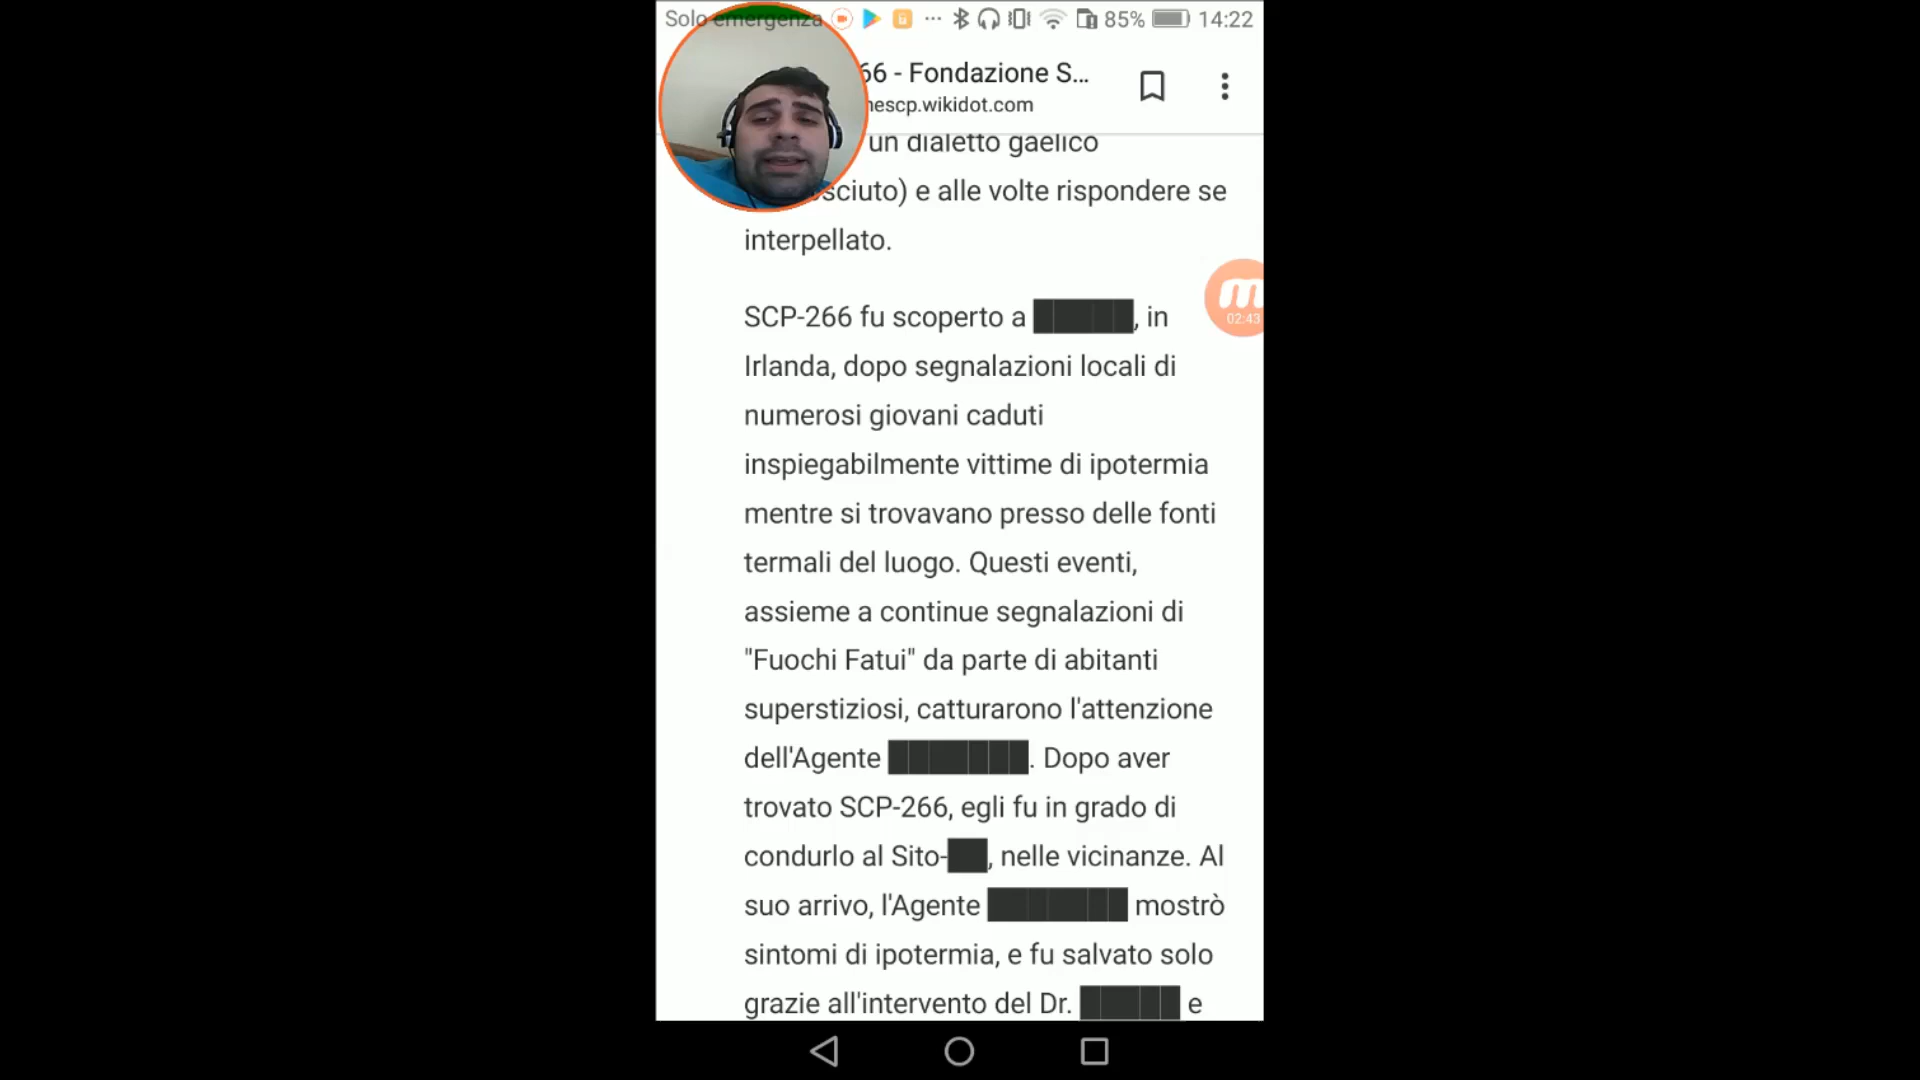 Solo emergenza 85% 14:22
66 - Fondazione S...
nescp.wikidot.com
un dialetto gaelico
sciuto) e alle volte rispondere se
interpellato.
SCP-266 fu scoperto a █████, in
02:43
Irlanda, dopo segnalazioni locali di
numerosi giovani caduti
inspiegabilmente vittime di ipotermia
mentre si trovavano presso delle fonti
termali del luogo. Questi eventi,
assieme a continue segnalazioni di
"Fuochi Fatui" da parte di abitanti
superstiziosi, catturarono l'attenzione
dell'Agente ███████. Dopo aver
trovato SCP-266, egli fu in grado di
condurlo al Sito-██, nelle vicinanze. Al
suo arrivo, l'Agente ███████ mostrò
sintomi di ipotermia, e fu salvato solo
grazie all'intervento del Dr. █████ e